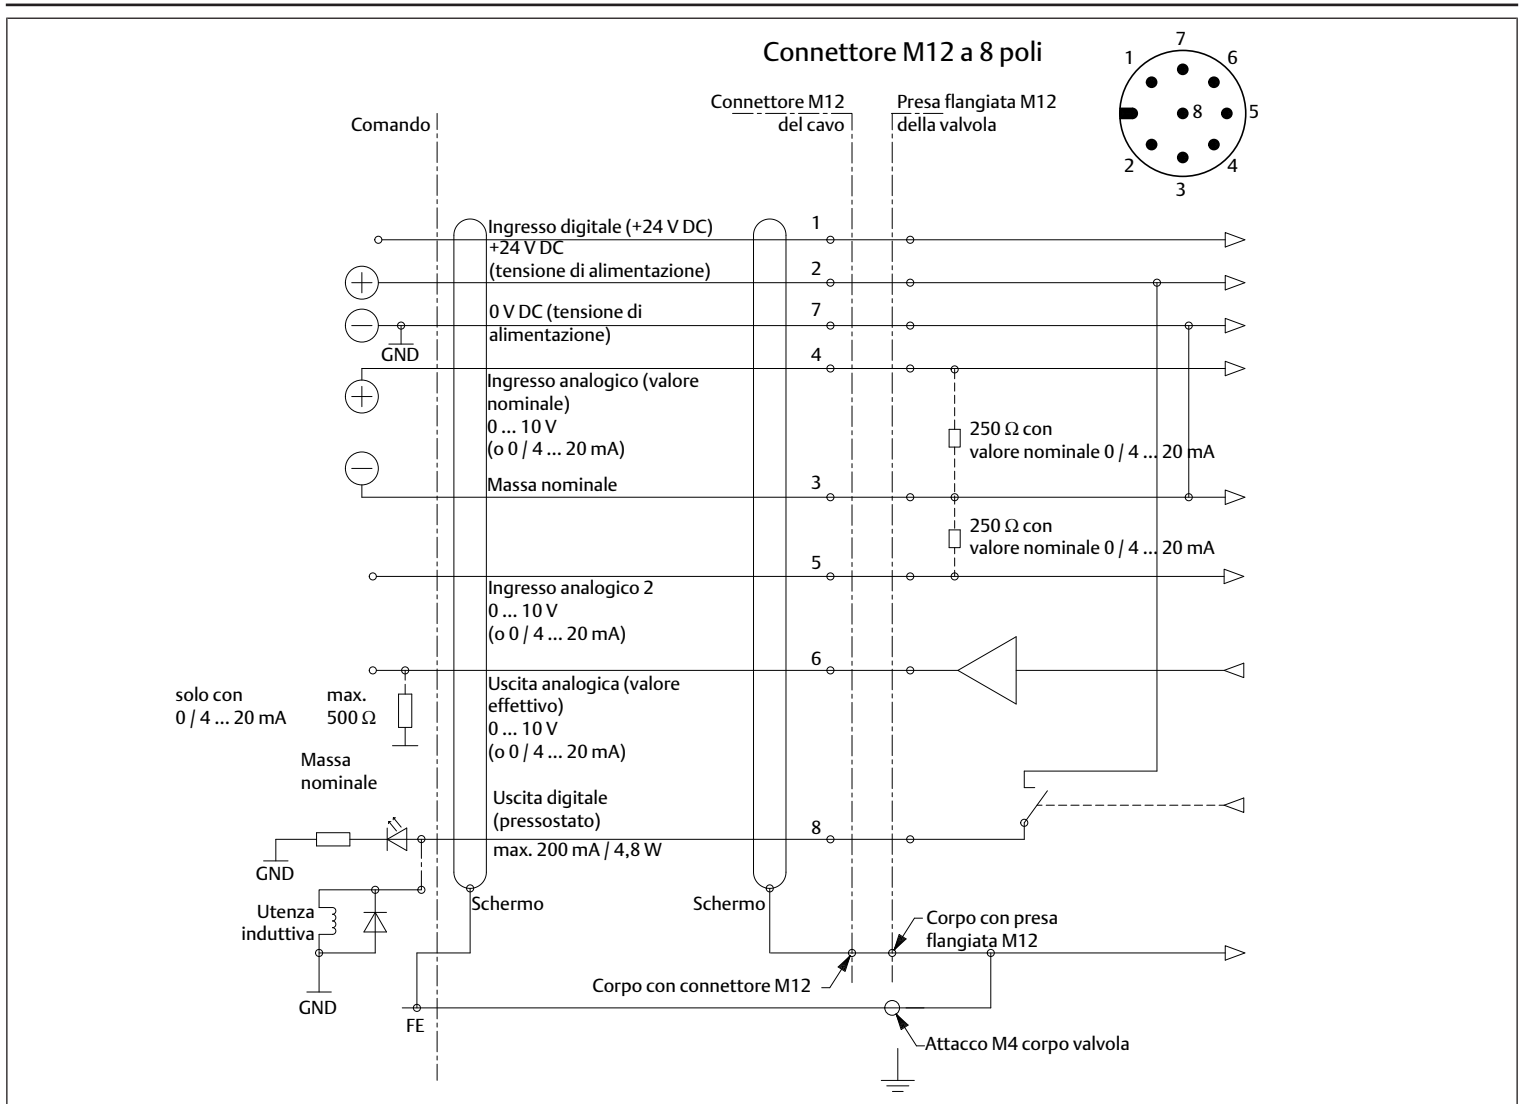 Connettore M12 a 8 poli
7
1
6
8
5
2
4
3
Comando
Connettore M12
del cavo
Presa flangiata M12
della valvola
Ingresso digitale (+24 V DC)
1
+24 V DC
(tensione di alimentazione)
2
0 V DC (tensione di
alimentazione)
7
GND
4
Ingresso analogico (valore
nominale)
0 ... 10 V
(o 0 / 4 ... 20 mA)
250 Ω con
valore nominale 0 / 4 ... 20 mA
Massa nominale
3
250 Ω con
valore nominale 0 / 4 ... 20 mA
5
Ingresso analogico 2
0 ... 10 V
(o 0 / 4 ... 20 mA)
6
Uscita analogica (valore
effettivo)
0 ... 10 V
(o 0 / 4 ... 20 mA)
solo con
0 / 4 ... 20 mA
max.
500 Ω
Massa
nominale
Uscita digitale
(pressostato)
8
max. 200 mA / 4,8 W
GND
Utenza
induttiva
GND
Schermo
Schermo
Corpo con presa
flangiata M12
Corpo con connettore M12
FE
Attacco M4 corpo valvola